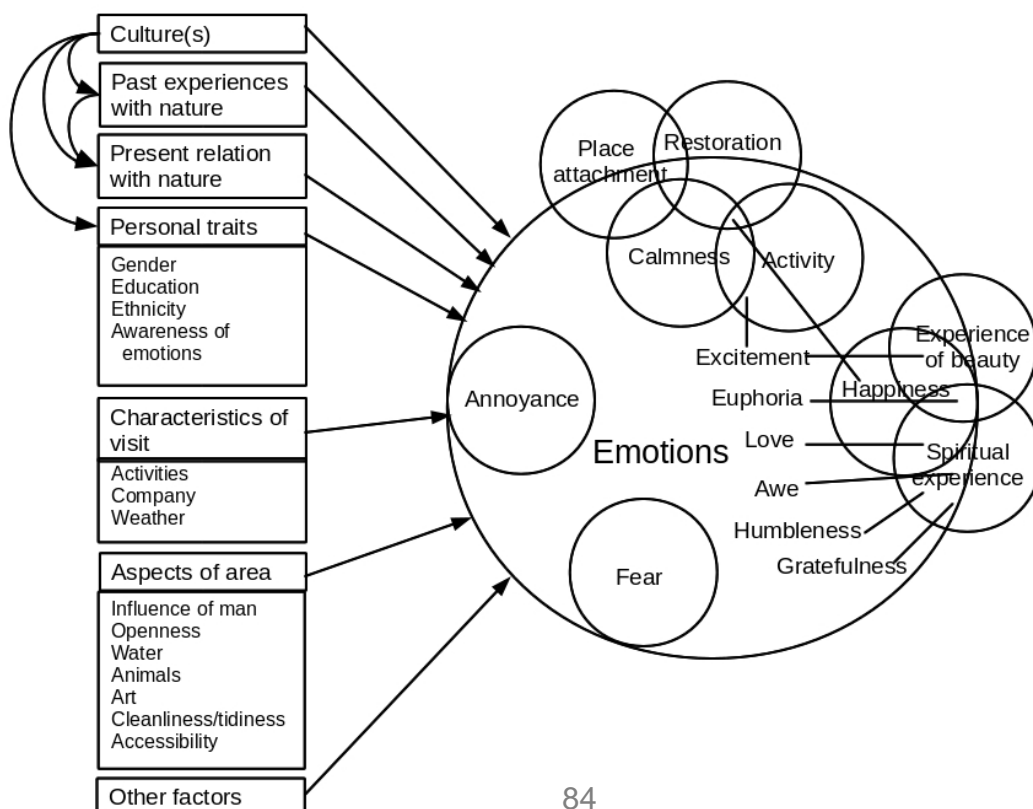 Culture(s)
Past experiences
with nature
Present relation
with nature
Personal traits
Gender
Education
Ethnicity
Awareness of
emotions
Characteristics of
visit
Activities
Company
Weather
Aspects of area
Influence of man
Openness
Water
Animals
Art
Cleanliness/tidiness
Accessibility
Other factors
Place
attachment
Restoration
Calmness
Activity
Experience
of beauty
Excitement
Happiness
Euphoria
Annoyance
Emotions
Love
Spiritual
experience
Awe
Humbleness
Gratefulness
Fear
84